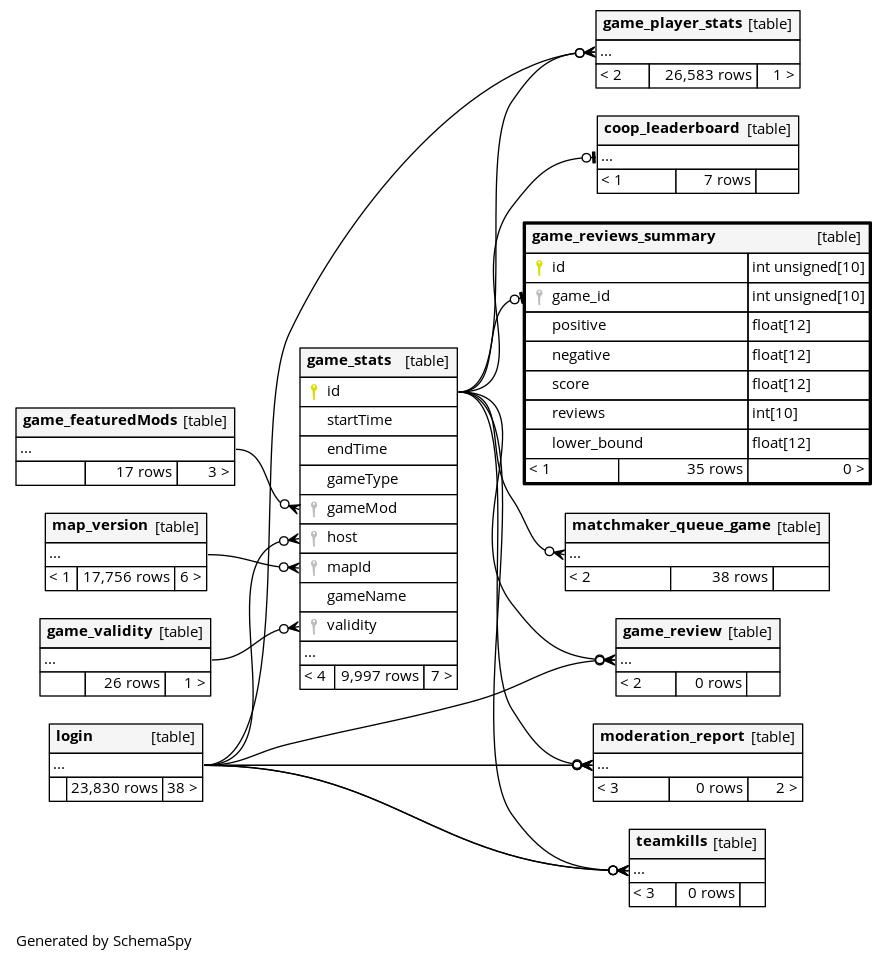 game_player_stats [table]
...
< 2 26,583 rows 1 >
coop_leaderboard [table]
...
< 1 7 rows
game_reviews_summary [table]
id int unsigned[10]
game_id int unsigned[10]
positive float[12]
negative float[12]
score float[12]
reviews int[10]
lower_bound float[12]
< 1 35 rows 0 >
game_stats [table]
id
startTime
endTime
gameType
gameMod
host
mapId
gameName
validity
...
< 4 9,997 rows 7 >
game_featuredMods [table]
...
17 rows 3 >
map_version [table]
...
< 1 17,756 rows 6 >
game_validity [table]
...
26 rows 1 >
login [table]
...
23,830 rows 38 >
matchmaker_queue_game [table]
...
< 2 38 rows
game_review [table]
...
< 2 0 rows
moderation_report [table]
...
< 3 0 rows 2 >
teamkills [table]
...
< 3 0 rows
Generated by SchemaSpy